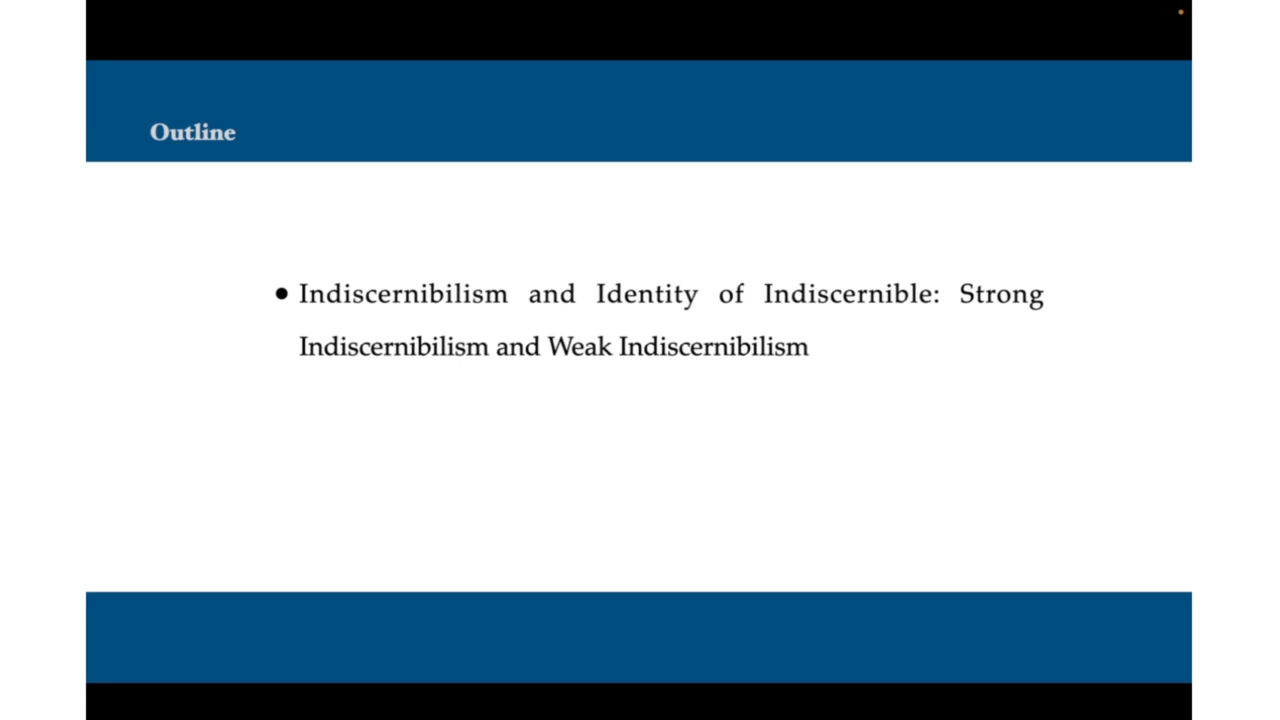 Outline
● Indiscernibilism and Identity of Indiscernible: Strong
Indiscernibilism and Weak Indiscernibilism